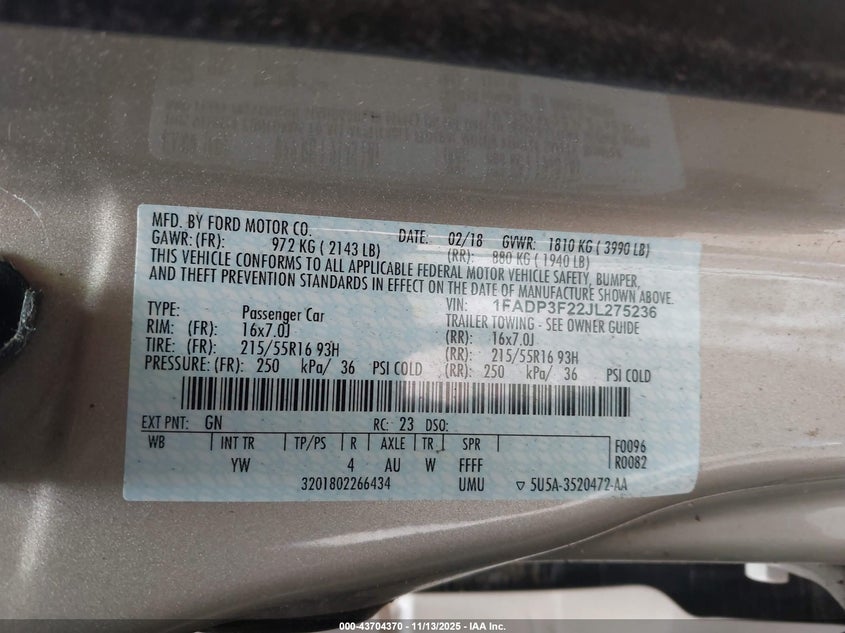 MFD. BY FORD MOTOR CO. DATE: 02/18 GVWR: 1810 KG ( 3990 LB)
GAWR: (FR): 972 KG ( 2143 LB) (RR): 880 KG ( 1940 LB)
THIS VEHICLE CONFORMS TO ALL APPLICABLE FEDERAL MOTOR VEHICLE SAFETY, BUMPER,
AND THEFT PREVENTION STANDARDS IN EFFECT ON THE DATE OF MANUFACTURE SHOWN ABOVE.
VIN: 1FADP3F22JL275236
TYPE: Passenger Car TRAILER TOWING - SEE OWNER GUIDE
RIM: (FR): 16x7.0J (RR): 16x7.0J
TIRE: (FR): 215/55R16 93H (RR): 215/55R16 93H
PRESSURE: (FR): 250 kPa/ 36 PSI COLD (RR): 250 kPa/ 36 PSI COLD
EXT PNT: GN RC: 23 DSO:
WB INT TR TP/PS R AXLE TR SPR F0096
YW 4 AU W FFFF R0082
3201802266434 UMU ▽ 5U5A-3520472-AA
000-43704370 | 11/13/2025 - IAA Inc.